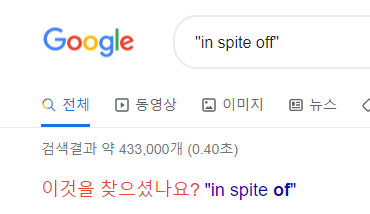 Google
"in spite off"
전체 동영상 이미지 뉴스
검색결과 약 433,000개 (0.40초)
이것을 찾으셨나요? "in spite of"